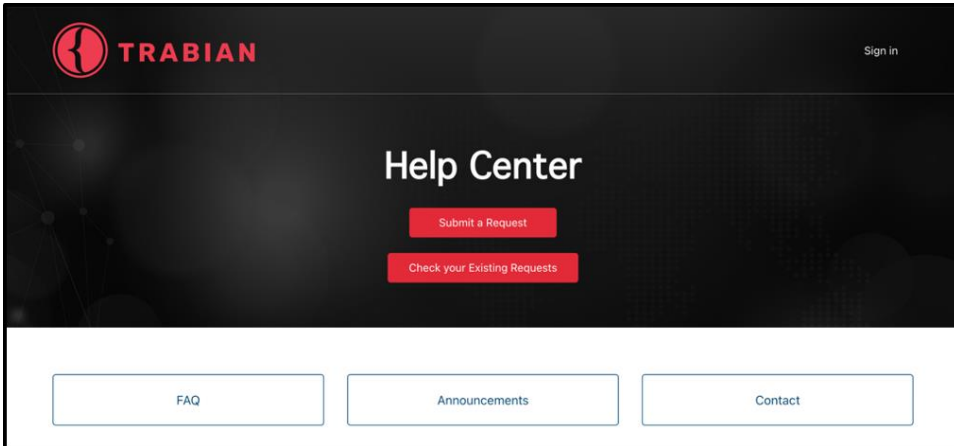 TRABIAN
Sign in
Help Center
Submit a Request
Check your Existing Requests
FAQ
Announcements
Contact